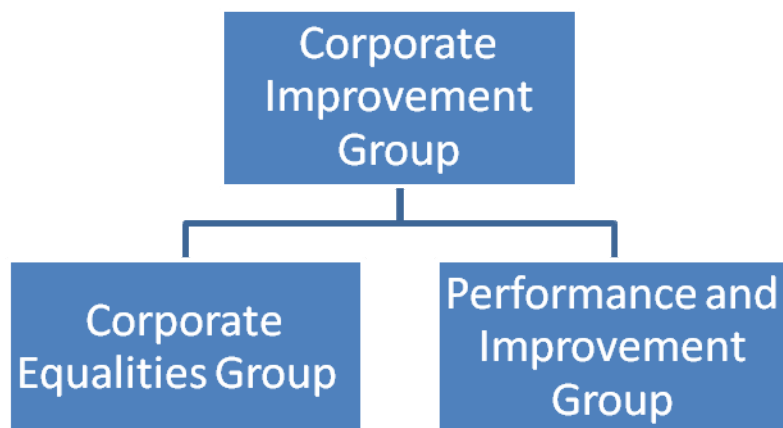 Corporate
Improvement
Group
Corporate
Equalities Group
Performance and
Improvement
Group